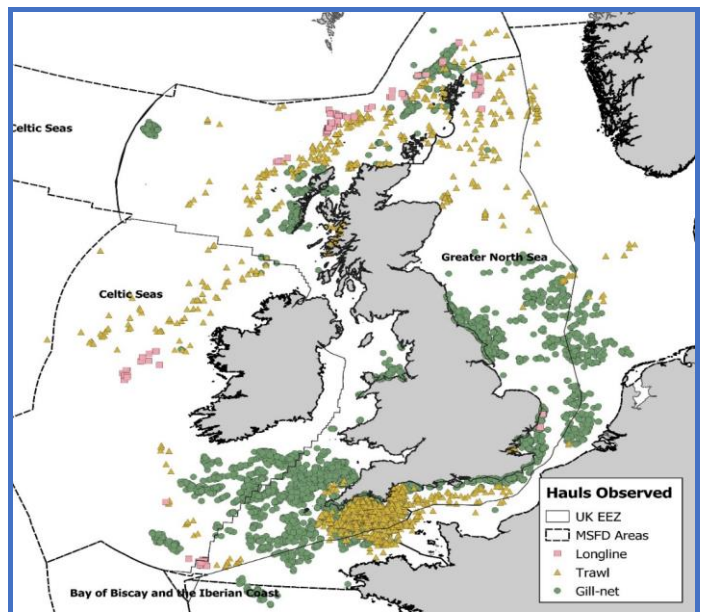 Celtic Seas
Greater North Sea
Celtic Seas
Hauls Observed
UK EEZ
MSFD Areas
Longline
Trawl
Gill-net
Bay of Biscay and the Iberian Coast